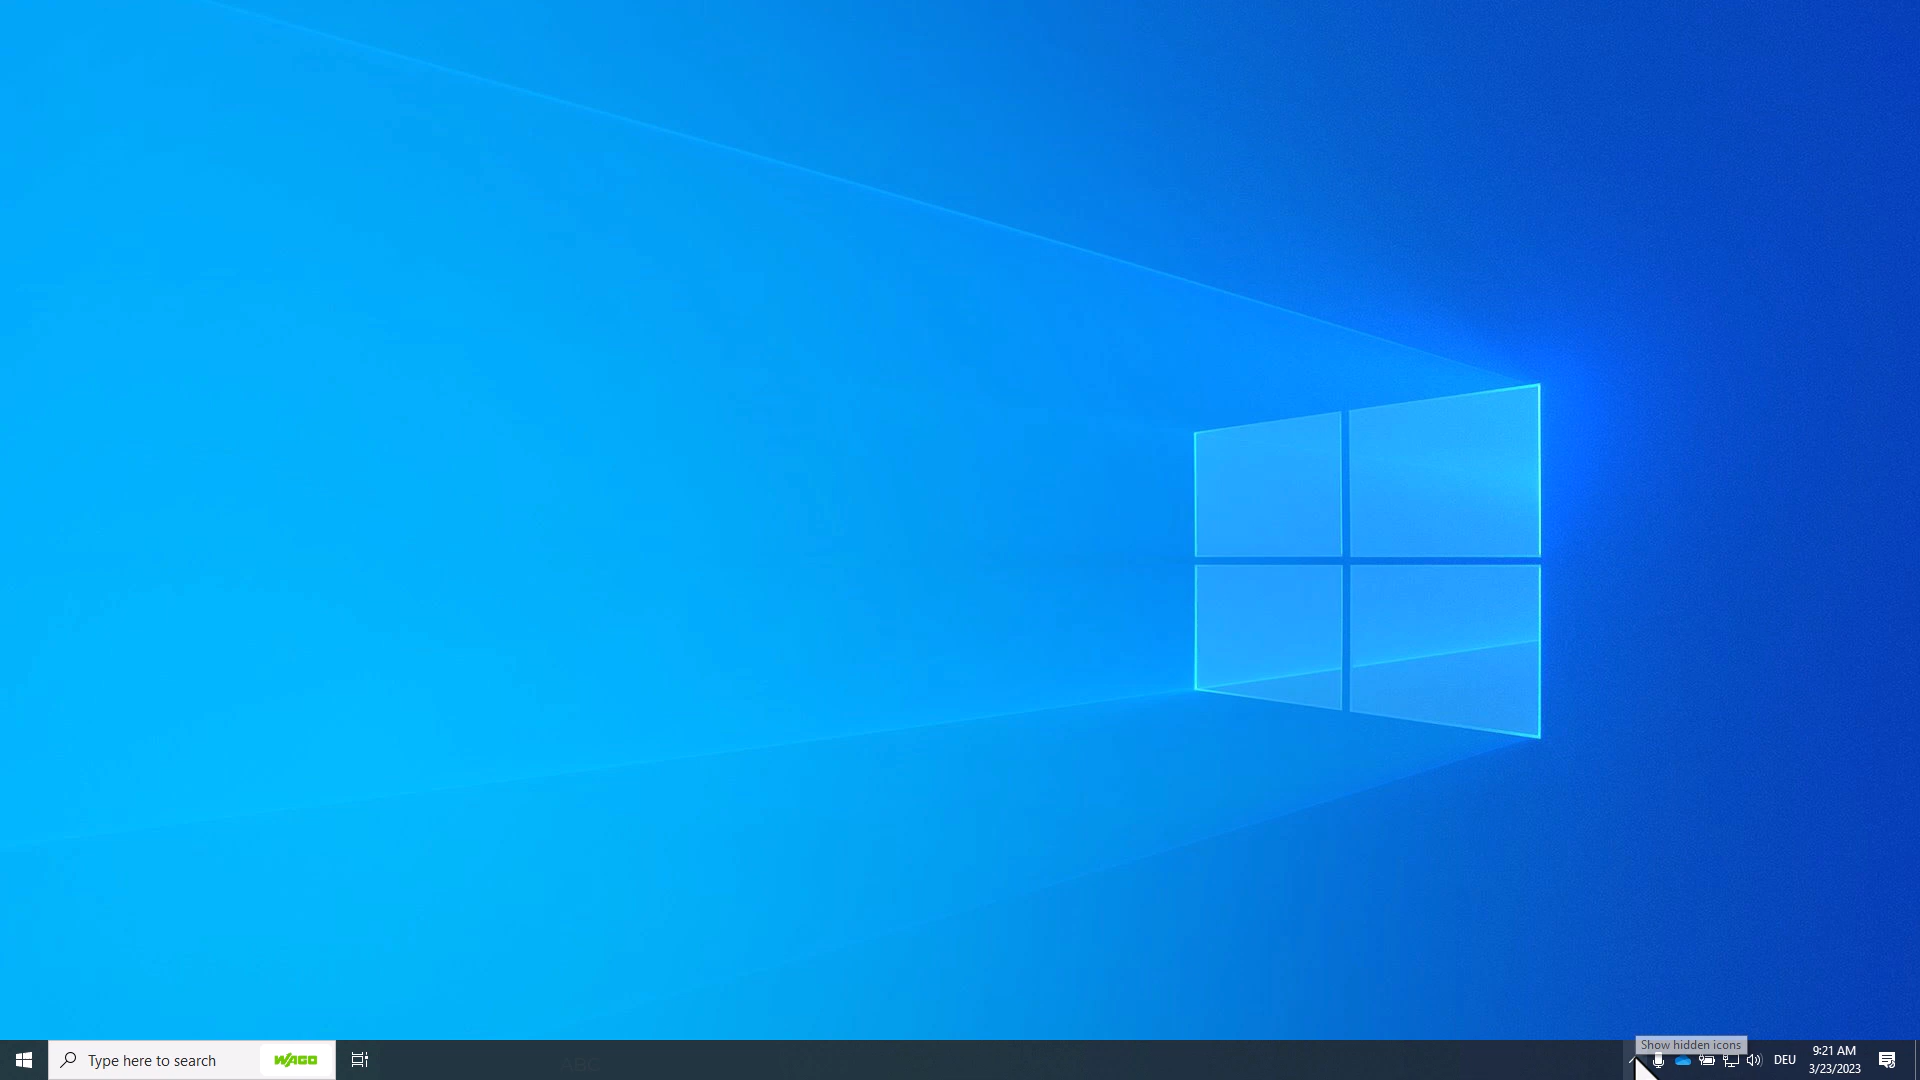 Type here to search
WAGO
Show hidden icons
DEU
9:21 AM
3/23/2023